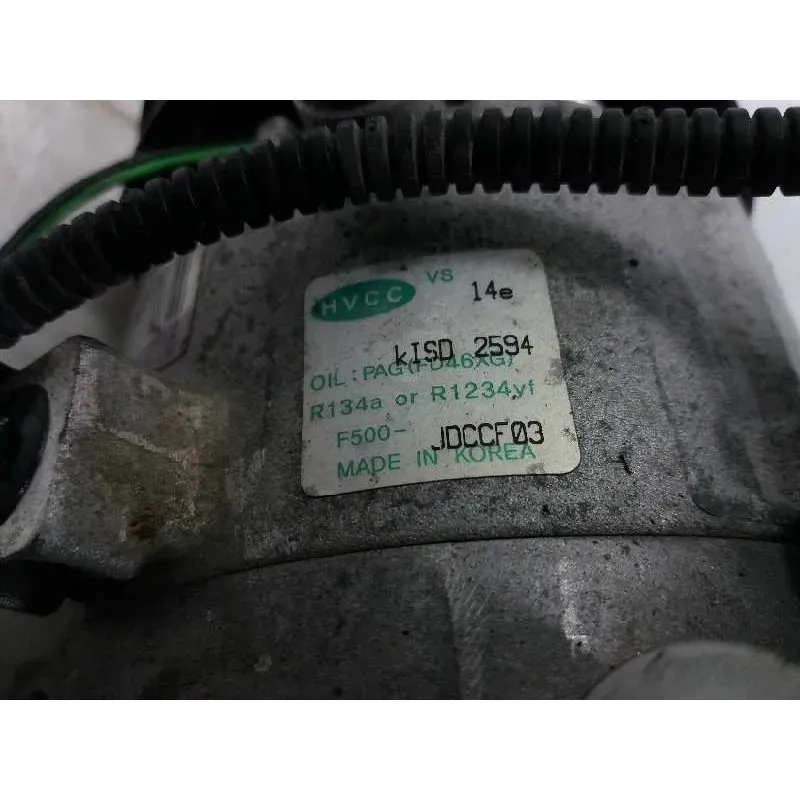 HVCC VS 14e
kISD 2594
OIL : PAG(FD46XG)
R134a or R1234yf
F500- JDCCF03
MADE IN KOREA